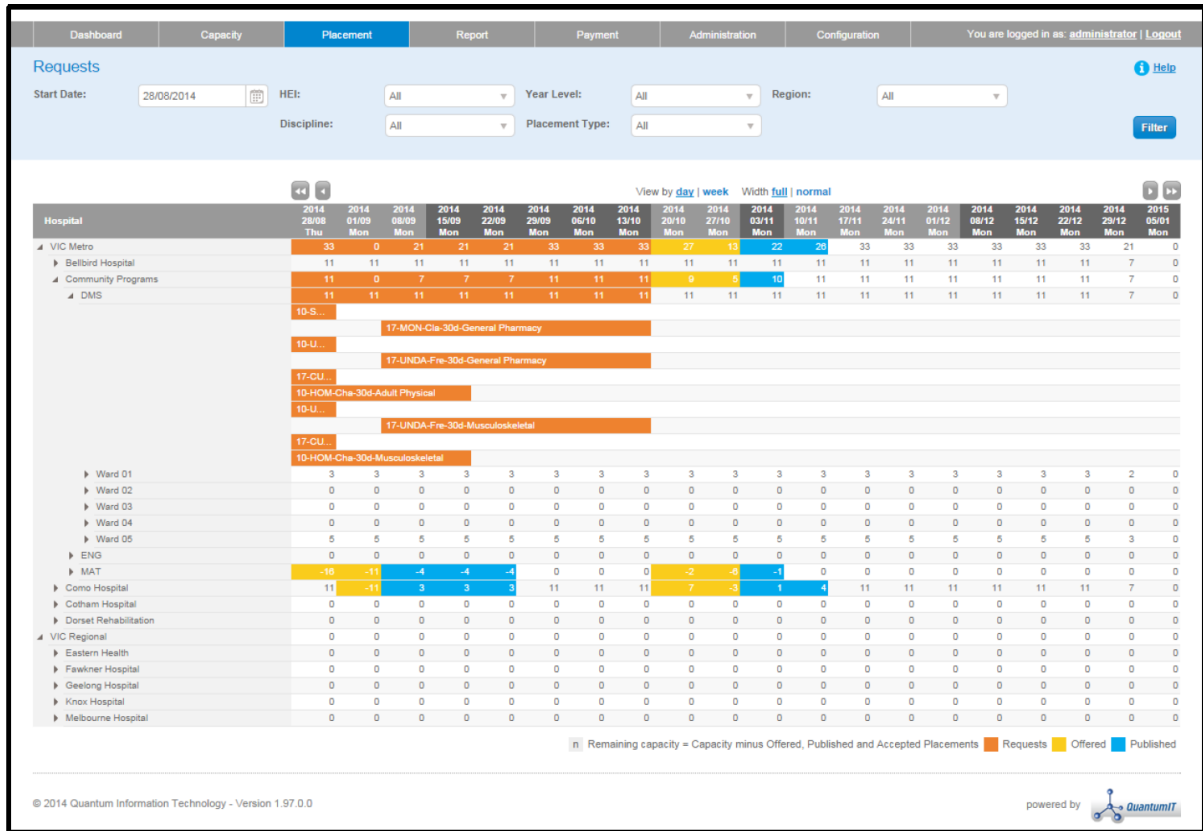 Dashboard Capacity Placement Report Payment Administration Configuration You are logged in as: administrator | Logout
Requests Help
Start Date: 28/08/2014 HEI: All Year Level: All Region: All
Discipline: All Placement Type: All Filter
View by day | week Width full | normal
Hospital 2014 28/08 Thu 2014 01/09 Mon 2014 08/09 Mon 2014 15/09 Mon 2014 22/09 Mon 2014 29/09 Mon 2014 06/10 Mon 2014 13/10 Mon 2014 20/10 Mon 2014 27/10 Mon 2014 03/11 Mon 2014 10/11 Mon 2014 17/11 Mon 2014 24/11 Mon 2014 01/12 Mon 2014 08/12 Mon 2014 15/12 Mon 2014 22/12 Mon 2014 29/12 Mon 2015 05/01 Mon
VIC Metro 33 0 21 21 21 33 33 33 27 13 22 26 33 33 33 33 33 33 21 0
Bellbird Hospital 11 11 11 11 11 11 11 11 11 11 11 11 11 11 11 11 11 11 7 0
Community Programs 11 0 7 7 7 11 11 11 9 5 10 11 11 11 11 11 11 11 7 0
DMS 11 11 11 11 11 11 11 11 11 11 11 11 11 11 11 11 11 11 7 0
10-S...
17-MON-Cla-30d-General Pharmacy
10-U...
17-UNDA-Fre-30d-General Pharmacy
17-CU...
10-HOM-Cha-30d-Adult Physical
10-U...
17-UNDA-Fre-30d-Musculoskeletal
17-CU...
10-HOM-Cha-30d-Musculoskeletal
Ward 01 3 3 3 3 3 3 3 3 3 3 3 3 3 3 3 3 3 3 2 0
Ward 02 0 0 0 0 0 0 0 0 0 0 0 0 0 0 0 0 0 0 0 0
Ward 03 0 0 0 0 0 0 0 0 0 0 0 0 0 0 0 0 0 0 0 0
Ward 04 0 0 0 0 0 0 0 0 0 0 0 0 0 0 0 0 0 0 0 0
Ward 05 5 5 5 5 5 5 5 5 5 5 5 5 5 5 5 5 5 5 3 0
ENG 0 0 0 0 0 0 0 0 0 0 0 0 0 0 0 0 0 0 0 0
MAT -16 -11 -4 -4 -4 0 0 0 -2 -6 -1 0 0 0 0 0 0 0 0 0
Como Hospital 11 -11 3 3 3 11 11 11 7 -3 1 4 11 11 11 11 11 11 7 0
Cotham Hospital 0 0 0 0 0 0 0 0 0 0 0 0 0 0 0 0 0 0 0 0
Dorset Rehabilitation 0 0 0 0 0 0 0 0 0 0 0 0 0 0 0 0 0 0 0 0
VIC Regional 0 0 0 0 0 0 0 0 0 0 0 0 0 0 0 0 0 0 0 0
Eastern Health 0 0 0 0 0 0 0 0 0 0 0 0 0 0 0 0 0 0 0 0
Fawkner Hospital 0 0 0 0 0 0 0 0 0 0 0 0 0 0 0 0 0 0 0 0
Geelong Hospital 0 0 0 0 0 0 0 0 0 0 0 0 0 0 0 0 0 0 0 0
Knox Hospital 0 0 0 0 0 0 0 0 0 0 0 0 0 0 0 0 0 0 0 0
Melbourne Hospital 0 0 0 0 0 0 0 0 0 0 0 0 0 0 0 0 0 0 0 0
n Remaining capacity = Capacity minus Offered, Published and Accepted Placements Requests Offered Published
© 2014 Quantum Information Technology - Version 1.97.0.0 powered by QuantumIT